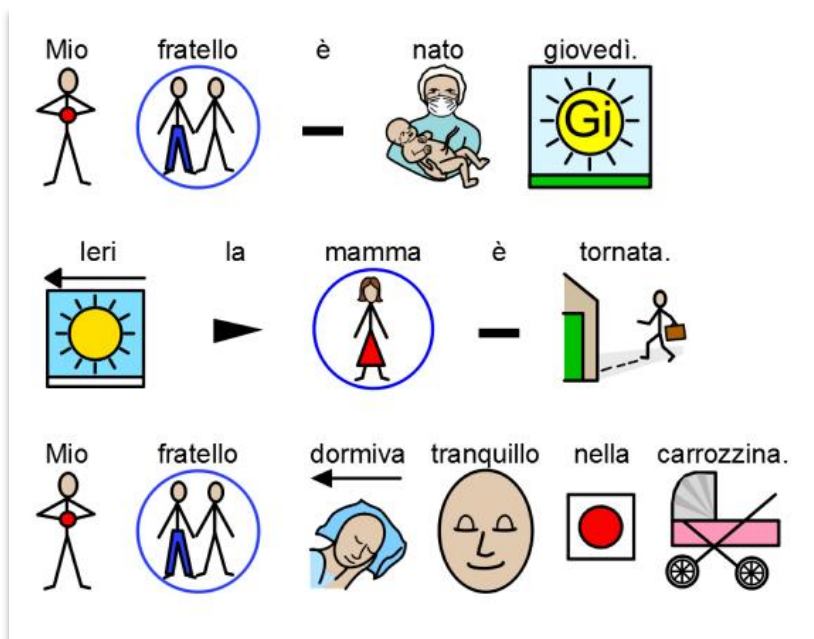 Mio fratello è nato giovedì.
Gi
Ieri la mamma è tornata.
Mio fratello dormiva tranquillo nella carrozzina.